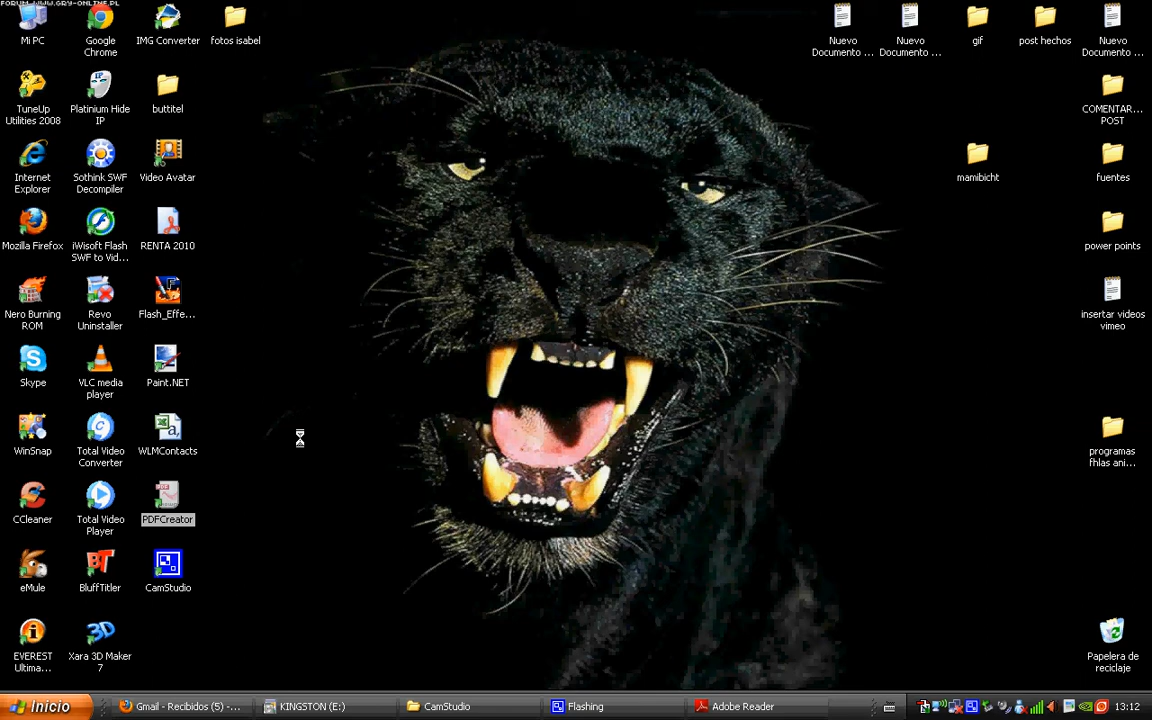 FORUM.WWW.GRY-ONLINE.PL
Mi PC
Google
Chrome
IMG Converter
fotos isabel
Nuevo
Documento ...
Nuevo
Documento ...
gif
post hechos
Nuevo
Documento ...
TuneUp
Utilities 2008
Platinium Hide
IP
buttitel
COMENTAR...
POST
Internet
Explorer
Sothink SWF
Decompiler
Video Avatar
mamibicht
fuentes
Mozilla Firefox
iWisoft Flash
SWF to Vid...
RENTA 2010
power points
Nero Burning
ROM
Revo
Uninstaller
Flash_Effe...
insertar videos
vimeo
Skype
VLC media
player
Paint.NET
WinSnap
Total Video
Converter
WLMContacts
programas
fhlas ani...
CCleaner
Total Video
Player
PDFCreator
eMule
BluffTitler
CamStudio
EVEREST
Ultima...
Xara 3D Maker
7
Papelera de
reciclaje
Inicio
Gmail - Recibidos (5) -...
KINGSTON (E:)
CamStudio
Flashing
Adobe Reader
13:12